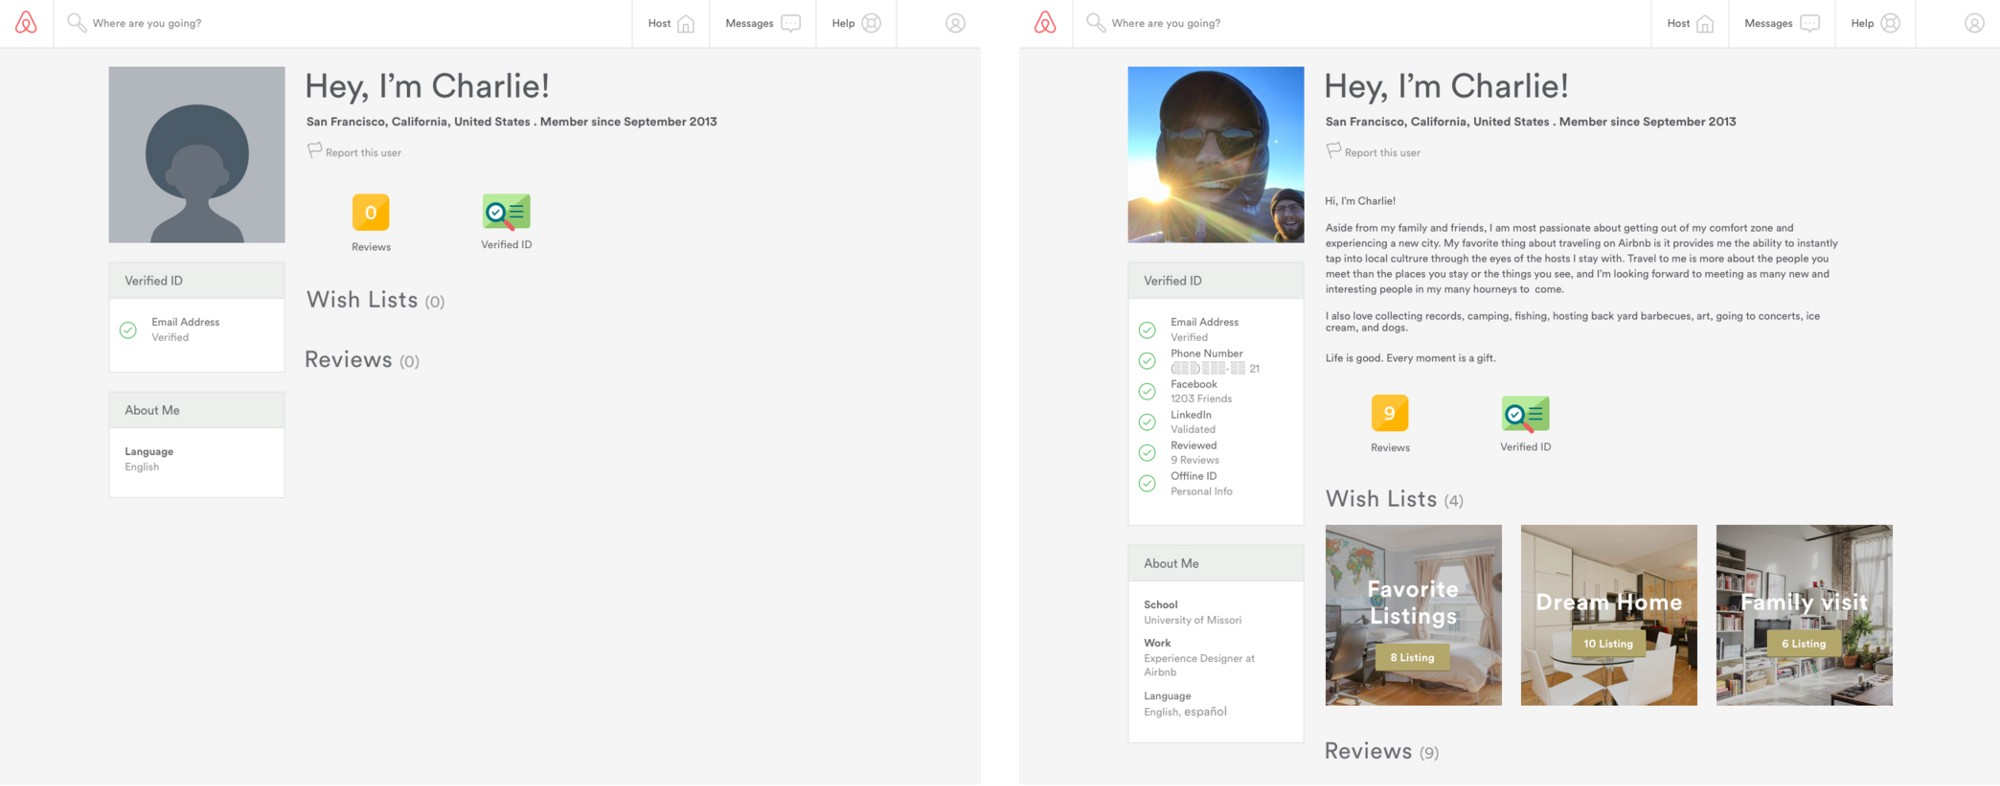 Where are you going?
Host
Messages
Help
Hey, I'm Charlie!
San Francisco, California, United States . Member since September 2013
Report this user
0
Reviews
Verified ID
Wish Lists (0)
Reviews (0)
Verified ID
Email Address
Verified
About Me
Language
English
Where are you going?
Host
Messages
Help
Hey, I'm Charlie!
San Francisco, California, United States . Member since September 2013
Report this user
Hi, I'm Charlie!
Aside from my family and friends, I am most passionate about getting out of my comfort zone and
experiencing a new city. My favorite thing about traveling on Airbnb is it provides me the ability to instantly
tap into local cultrure through the eyes of the hosts I stay with. Travel to me is more about the people you
meet than the places you stay or the things you see, and I'm looking forward to meeting as many new and
interesting people in my many hourneys to come.
I also love collecting records, camping, fishing, hosting back yard barbecues, art, going to concerts, ice
cream, and dogs.
Life is good. Every moment is a gift.
9
Reviews
Verified ID
Wish Lists (4)
Favorite
Listings
8 Listing
Dream Home
10 Listing
Family visit
6 Listing
Reviews (9)
Verified ID
Email Address
Verified
Phone Number
(▒▒▒) ▒▒▒-▒▒ 21
Facebook
1203 Friends
LinkedIn
Validated
Reviewed
9 Reviews
Offline ID
Personal Info
About Me
School
University of Missori
Work
Experience Designer at
Airbnb
Language
English, español